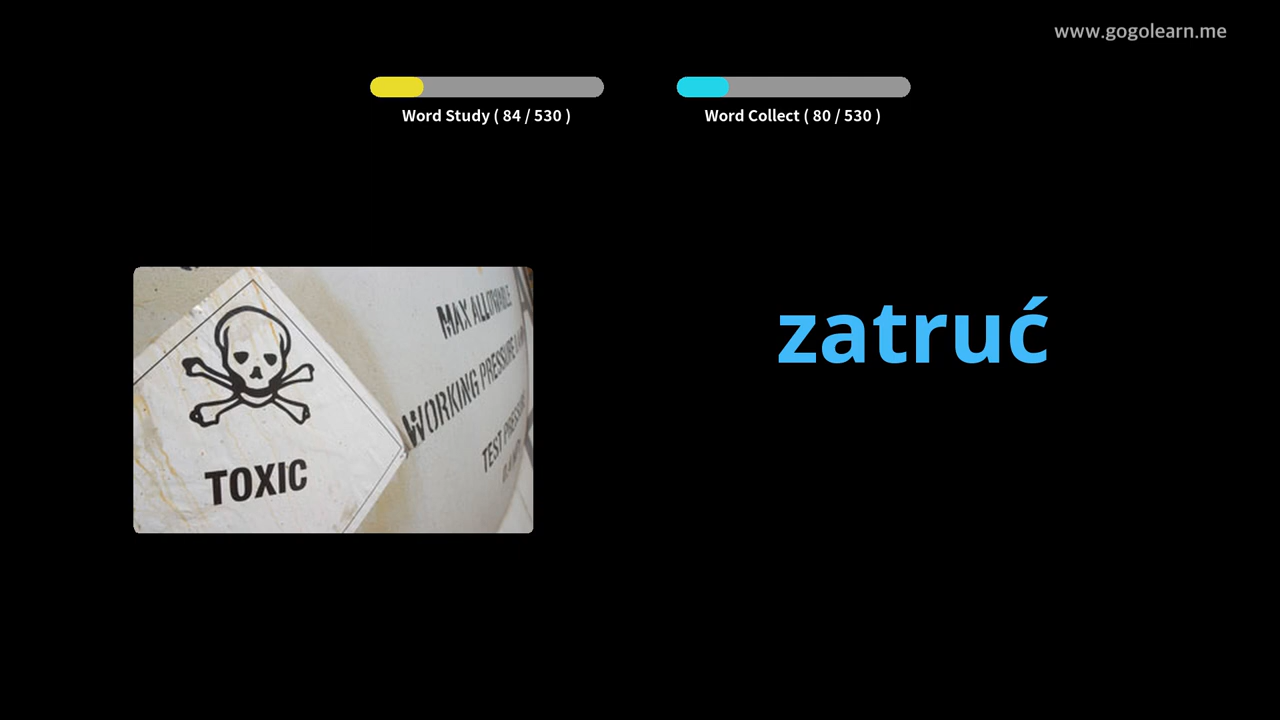 www.gogolearn.me
Word Study ( 84 / 530 )
Word Collect ( 80 / 530 )
zatruć
MAX ALLOWABLE
WORKING PRESSURE
TEST PRESSURE
TOXIC